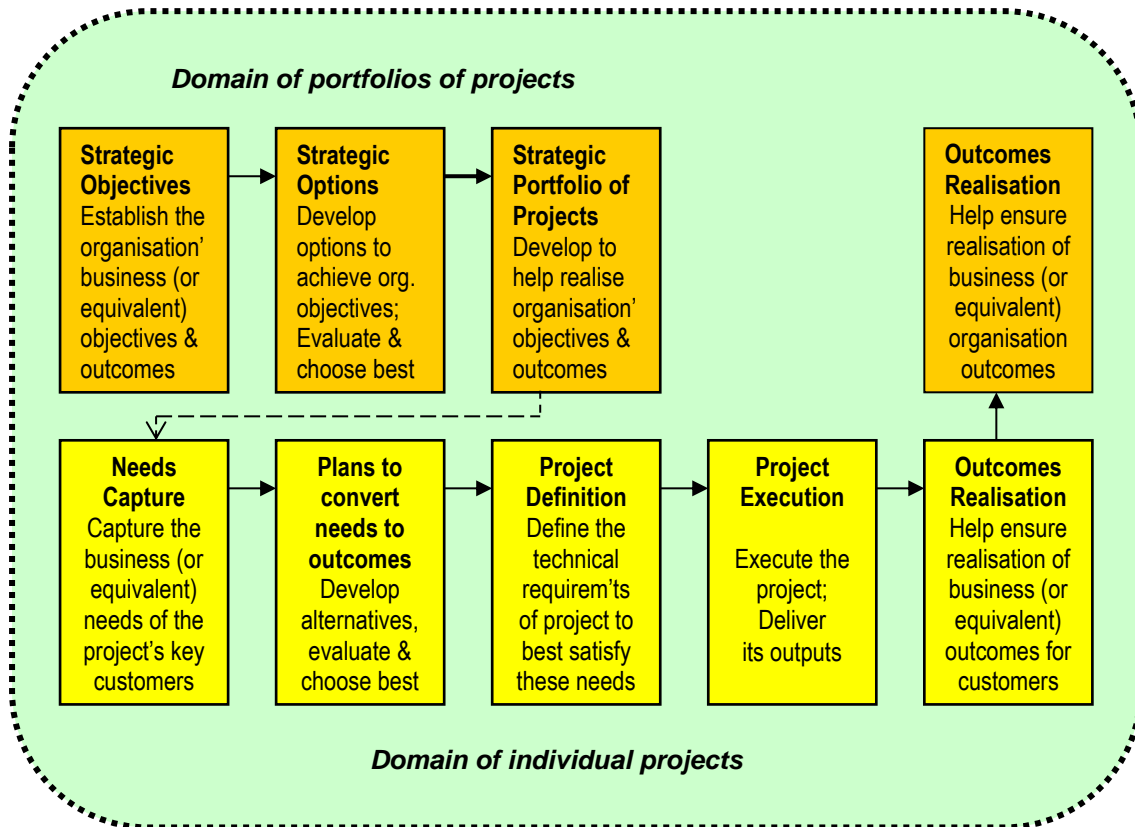 Domain of portfolios of projects
Strategic
Objectives
Establish the
organisation'
business (or
equivalent)
objectives &
outcomes
Strategic
Options
Develop
options to
achieve org.
objectives;
Evaluate &
choose best
Strategic
Portfolio of
Projects
Develop to
help realise
organisation'
objectives &
outcomes
Outcomes
Realisation
Help ensure
realisation of
business (or
equivalent)
organisation
outcomes
Needs
Capture
Capture the
business (or
equivalent)
needs of the
project's key
customers
Plans to
convert
needs to
outcomes
Develop
alternatives,
evaluate &
choose best
Project
Definition
Define the
technical
requirem'ts
of project to
best satisfy
these needs
Project
Execution
Execute the
project;
Deliver
its outputs
Outcomes
Realisation
Help ensure
realisation of
business (or
equivalent)
outcomes for
customers
Domain of individual projects